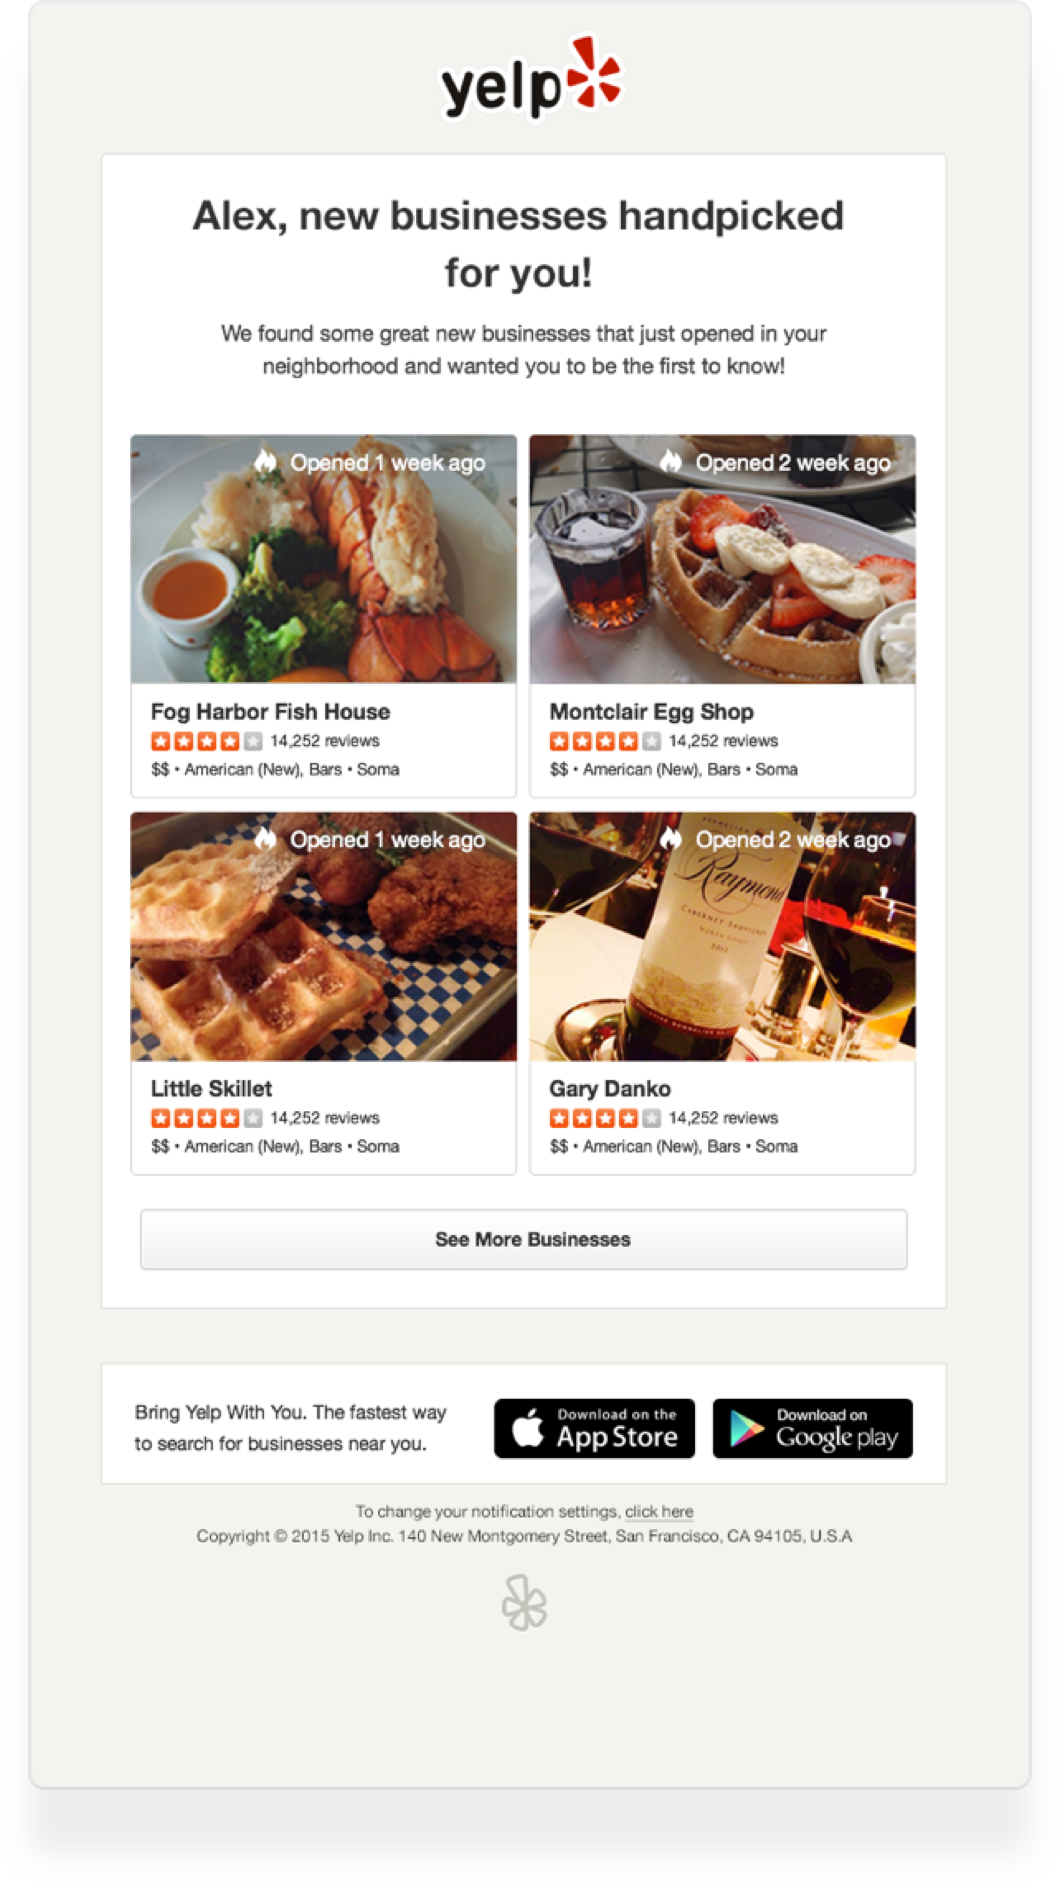 yelp
Alex, new businesses handpicked
for you!
We found some great new businesses that just opened in your
neighborhood and wanted you to be the first to know!
Opened 1 week ago
Opened 2 week ago
Fog Harbor Fish House
14,252 reviews
$$ • American (New), Bars • Soma
Montclair Egg Shop
14,252 reviews
$$ • American (New), Bars • Soma
Opened 1 week ago
Opened 2 week ago
Raymond
CABERNET SAUVIGNON
NORTH COAST
2017
Little Skillet
14,252 reviews
$$ • American (New), Bars • Soma
Gary Danko
14,252 reviews
$$ • American (New), Bars • Soma
See More Businesses
Bring Yelp With You. The fastest way
to search for businesses near you.
Download on the
App Store
Download on
Google play
To change your notification settings, click here
Copyright © 2015 Yelp Inc. 140 New Montgomery Street, San Francisco, CA 94105, U.S.A